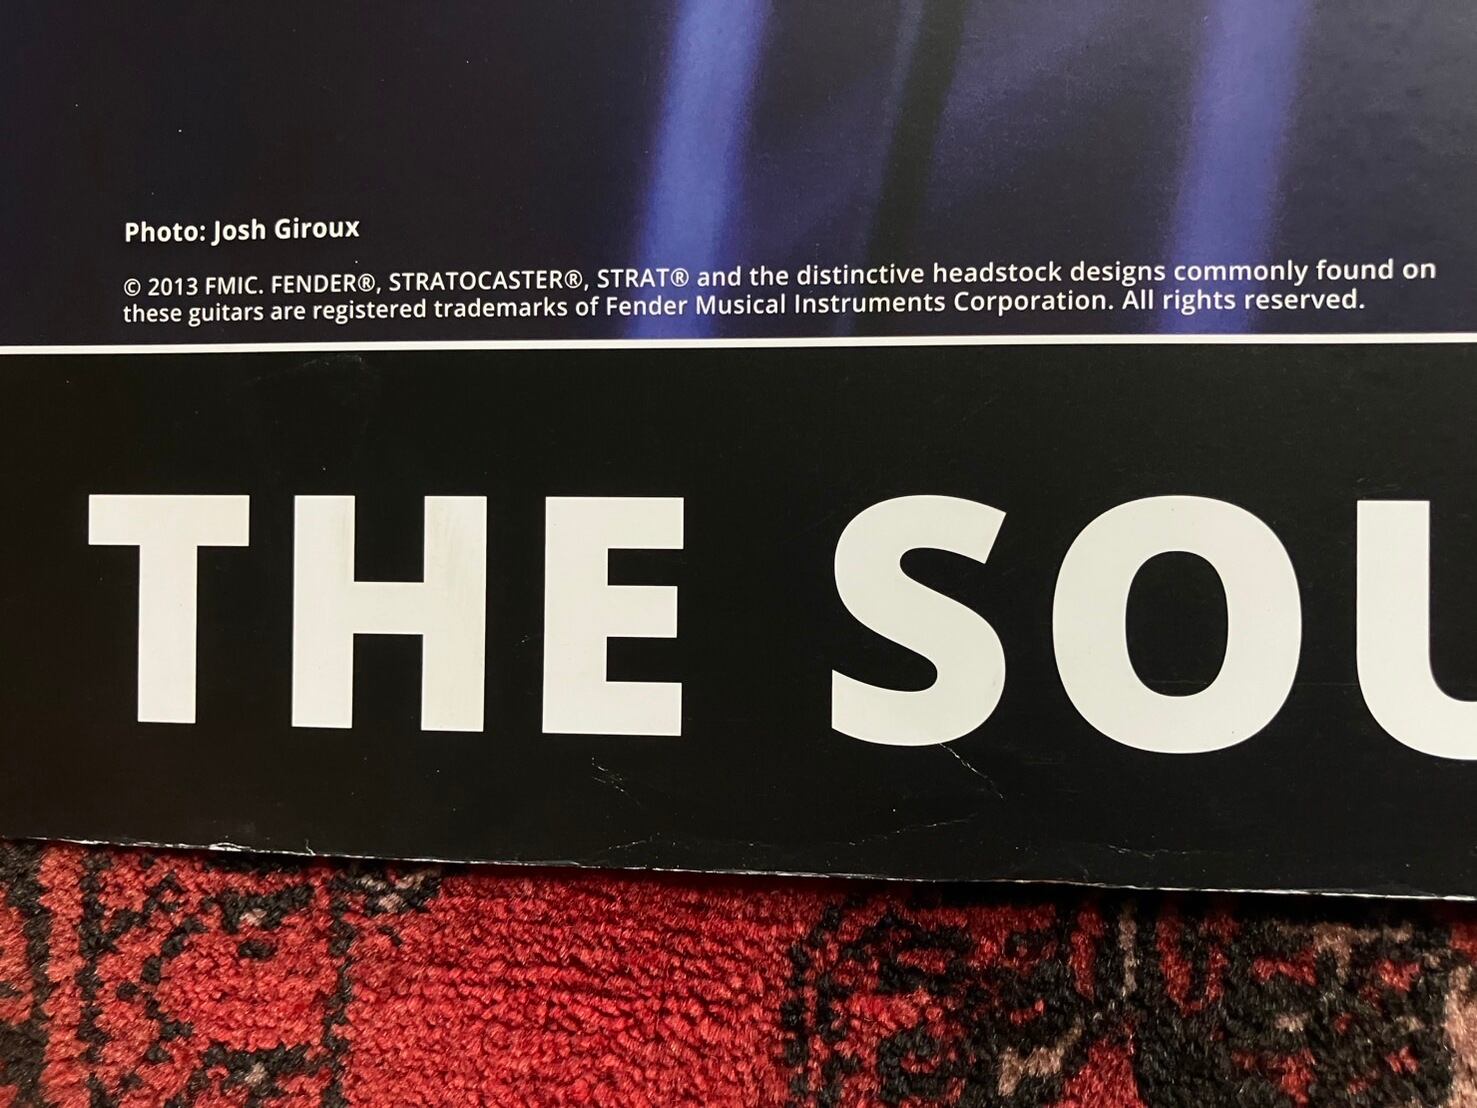 Photo: Josh Giroux
© 2013 FMIC. FENDER®, STRATOCASTER®, STRAT® and the distinctive headstock designs commonly found on
these guitars are registered trademarks of Fender Musical Instruments Corporation. All rights reserved.
THE SOU